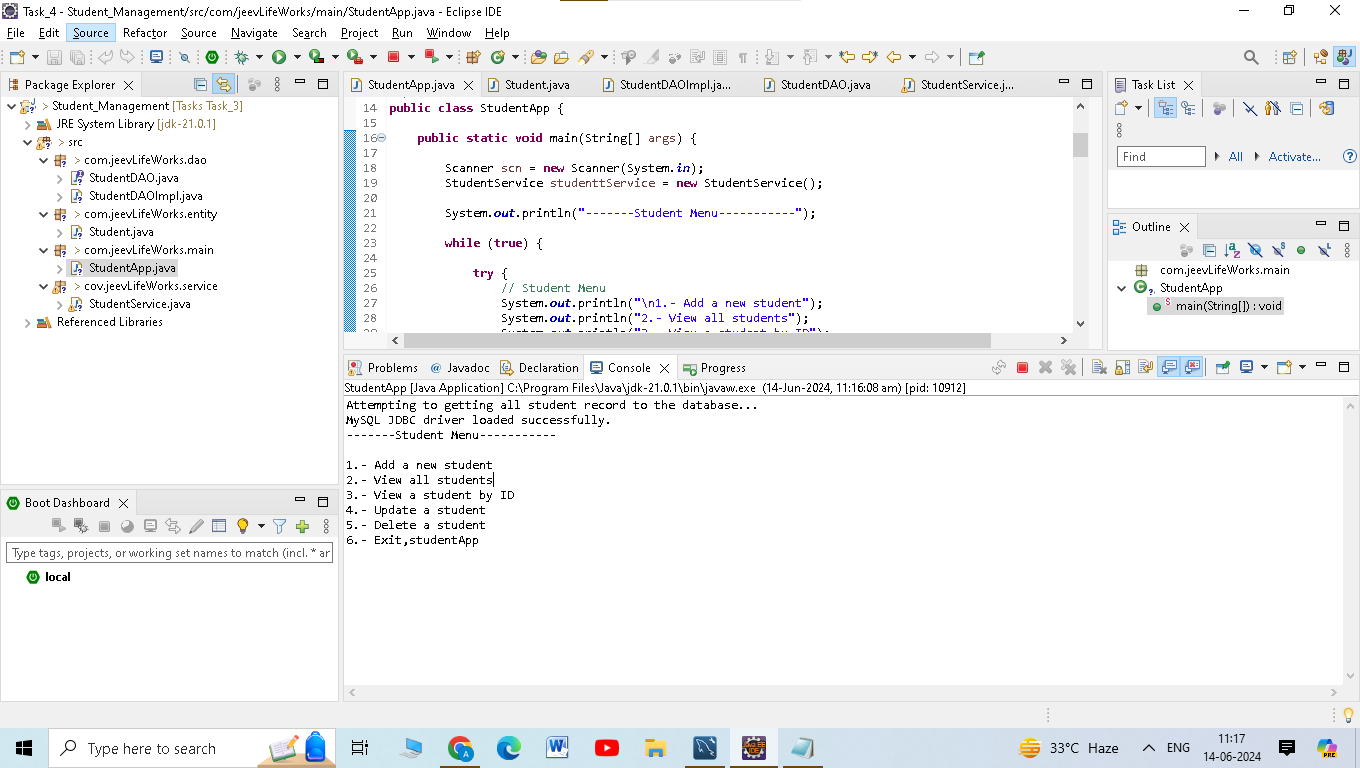 Task_4 - Student_Management/src/com/jeevLifeWorks/main/StudentApp.java - Eclipse IDE
File Edit Source Refactor Source Navigate Search Project Run Window Help
Package Explorer
Student_Management [Tasks Task_3]
JRE System Library [jdk-21.0.1]
> src
> com.jeevLifeWorks.dao
StudentDAO.java
StudentDAOImpl.java
> com.jeevLifeWorks.entity
Student.java
> com.jeevLifeWorks.main
StudentApp.java
> cov.jeevLifeWorks.service
StudentService.java
Referenced Libraries
StudentApp.java Student.java StudentDAOImpl.ja... StudentDAO.java StudentService.j...
14 public class StudentApp {
15
16 public static void main(String[] args) {
17
18 Scanner scn = new Scanner(System.in);
19 StudentService studenttService = new StudentService();
20
21 System.out.println("-------Student Menu-----------");
22
23 while (true) {
24
25 try {
26 // Student Menu
27 System.out.println("\n1.- Add a new student");
28 System.out.println("2.- View all students");
29 System.out.println("3.- View a student by ID");
Task List
Find All Activate...
Outline
com.jeevLifeWorks.main
StudentApp
main(String[]) : void
Problems @ Javadoc Declaration Console Progress
StudentApp [Java Application] C:\Program Files\Java\jdk-21.0.1\bin\javaw.exe (14-Jun-2024, 11:16:08 am) [pid: 10912]
Attempting to getting all student record to the database...
MySQL JDBC driver loaded successfully.
-------Student Menu-----------
1.- Add a new student
2.- View all students
3.- View a student by ID
4.- Update a student
5.- Delete a student
6.- Exit,studentApp
Boot Dashboard
Type tags, projects, or working set names to match (incl. * ar
local
Type here to search
33°C Haze
ENG
11:17
14-06-2024